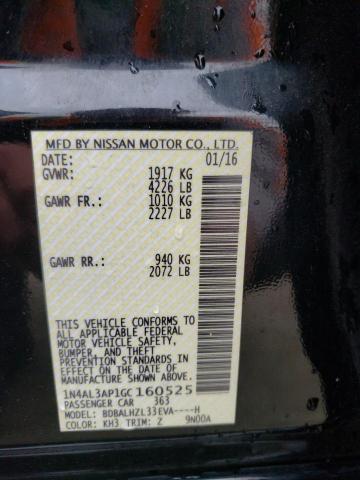 MFD BY NISSAN MOTOR CO., LTD.
DATE: 01/16
GVWR: 1917 KG
4226 LB
GAWR FR.: 1010 KG
2227 LB
GAWR RR.: 940 KG
2072 LB
THIS VEHICLE CONFORMS TO
ALL APPLICABLE FEDERAL
MOTOR VEHICLE SAFETY,
BUMPER, AND THEFT
PREVENTION STANDARDS IN
EFFECT ON THE DATE OF
MANUFACTURE SHOWN ABOVE.
1N4AL3AP1GC160525
PASSENGER CAR 363
MODEL: BDBALHZL33EVA----H
COLOR: KH3 TRIM: Z 9N00A